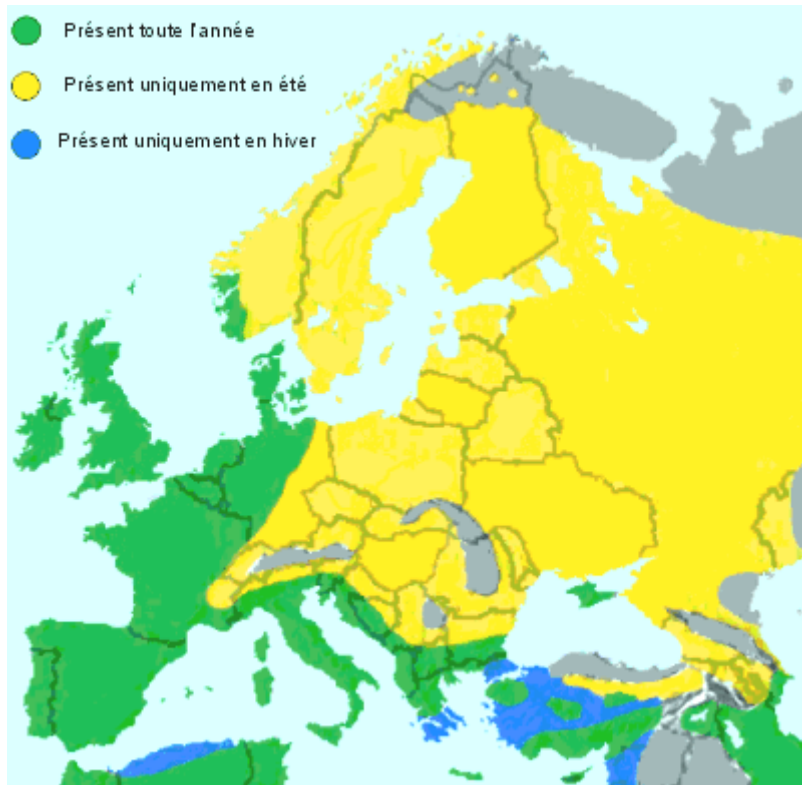 Présent toute l'année
Présent uniquement en été
Présent uniquement en hiver